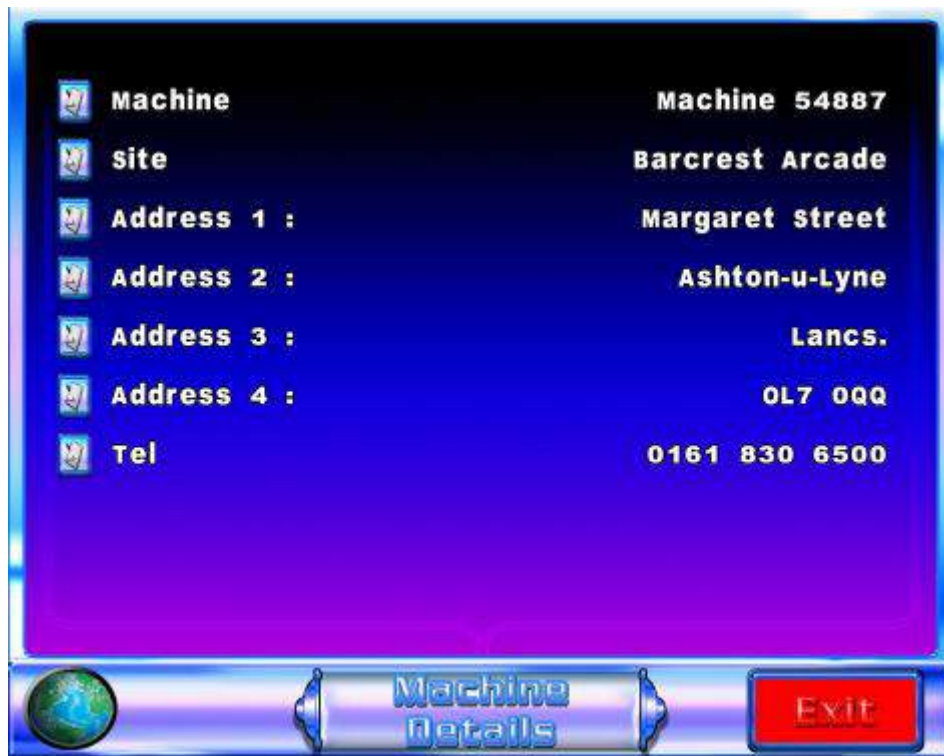 Machine Machine 54887
Site Barcrest Arcade
Address 1 : Margaret Street
Address 2 : Ashton-u-Lyne
Address 3 : Lancs.
Address 4 : OL7 0QQ
Tel 0161 830 6500
Machine
Details
Exit